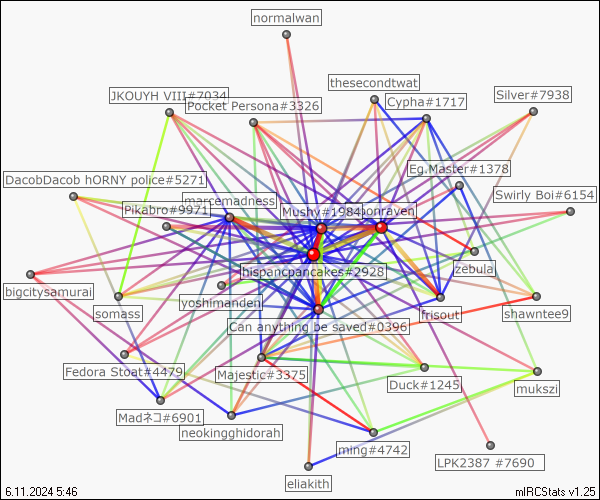 normalwan
thesecondtwat
JKOUYH VIII#7034
Pocket Persona#3326
Cypha#1717
Silver#7938
DacobDacob hORNY police#5271
Eg.Master#1378
Swirly Boi#6154
marcemadness
Pikabro#9971
Mushy#1984
onraven
hispancpancakes#2928
zebulaj
bigcitysamurai
somass
yoshimanden
frisout
shawntee9
Can anything be saved#0396
Fedora Stoat#4479
Majestic#3375
Duck#1245
mukszi
Madネコ#6901
neokingghidorah
ming#4742
LPK2387 #7690
eliakith
6.11.2024 5:46
mIRCStats v1.25